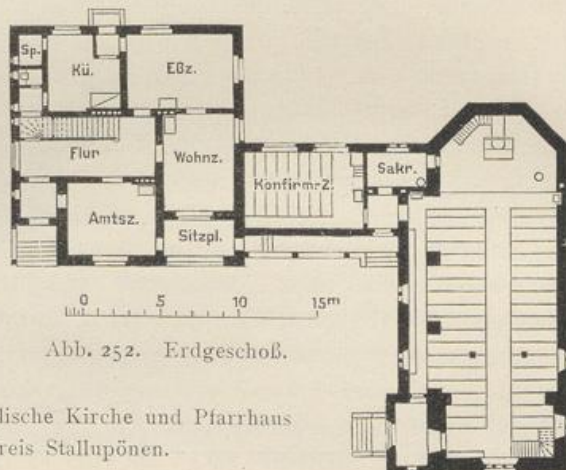 Sp.
Kü.
Eßz.
Flur
Wohnz.
Konfirm-Z.
Sakr.
Amtsz.
Sitzpl.
0 5 10 15m
Abb. 252. Erdgeschoß.
lische Kirche und Pfarrhaus
reis Stallupönen.